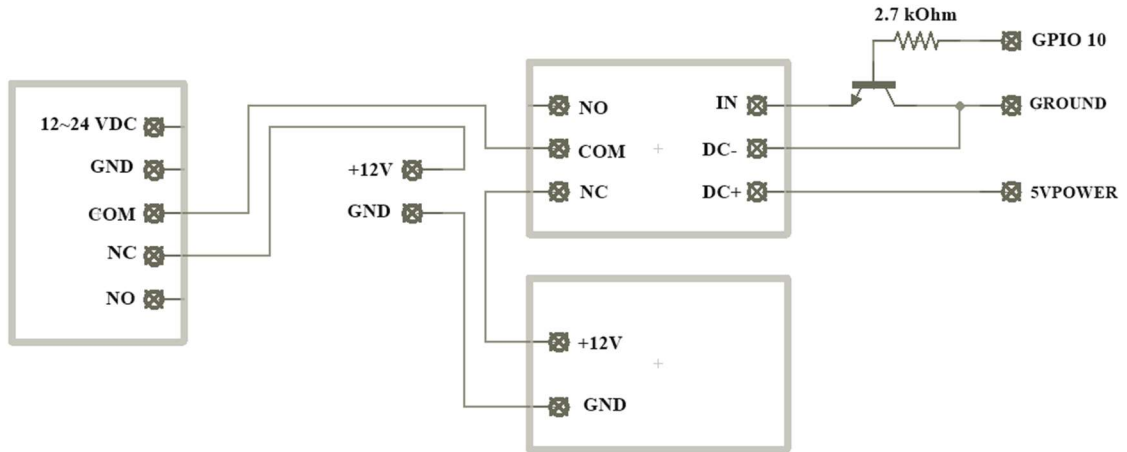 2.7 kOhm
GPIO 10
NO
IN
GROUND
12~24 VDC
COM
DC-
GND
+12V
NC
DC+
5VPOWER
COM
GND
NC
NO
+12V
GND